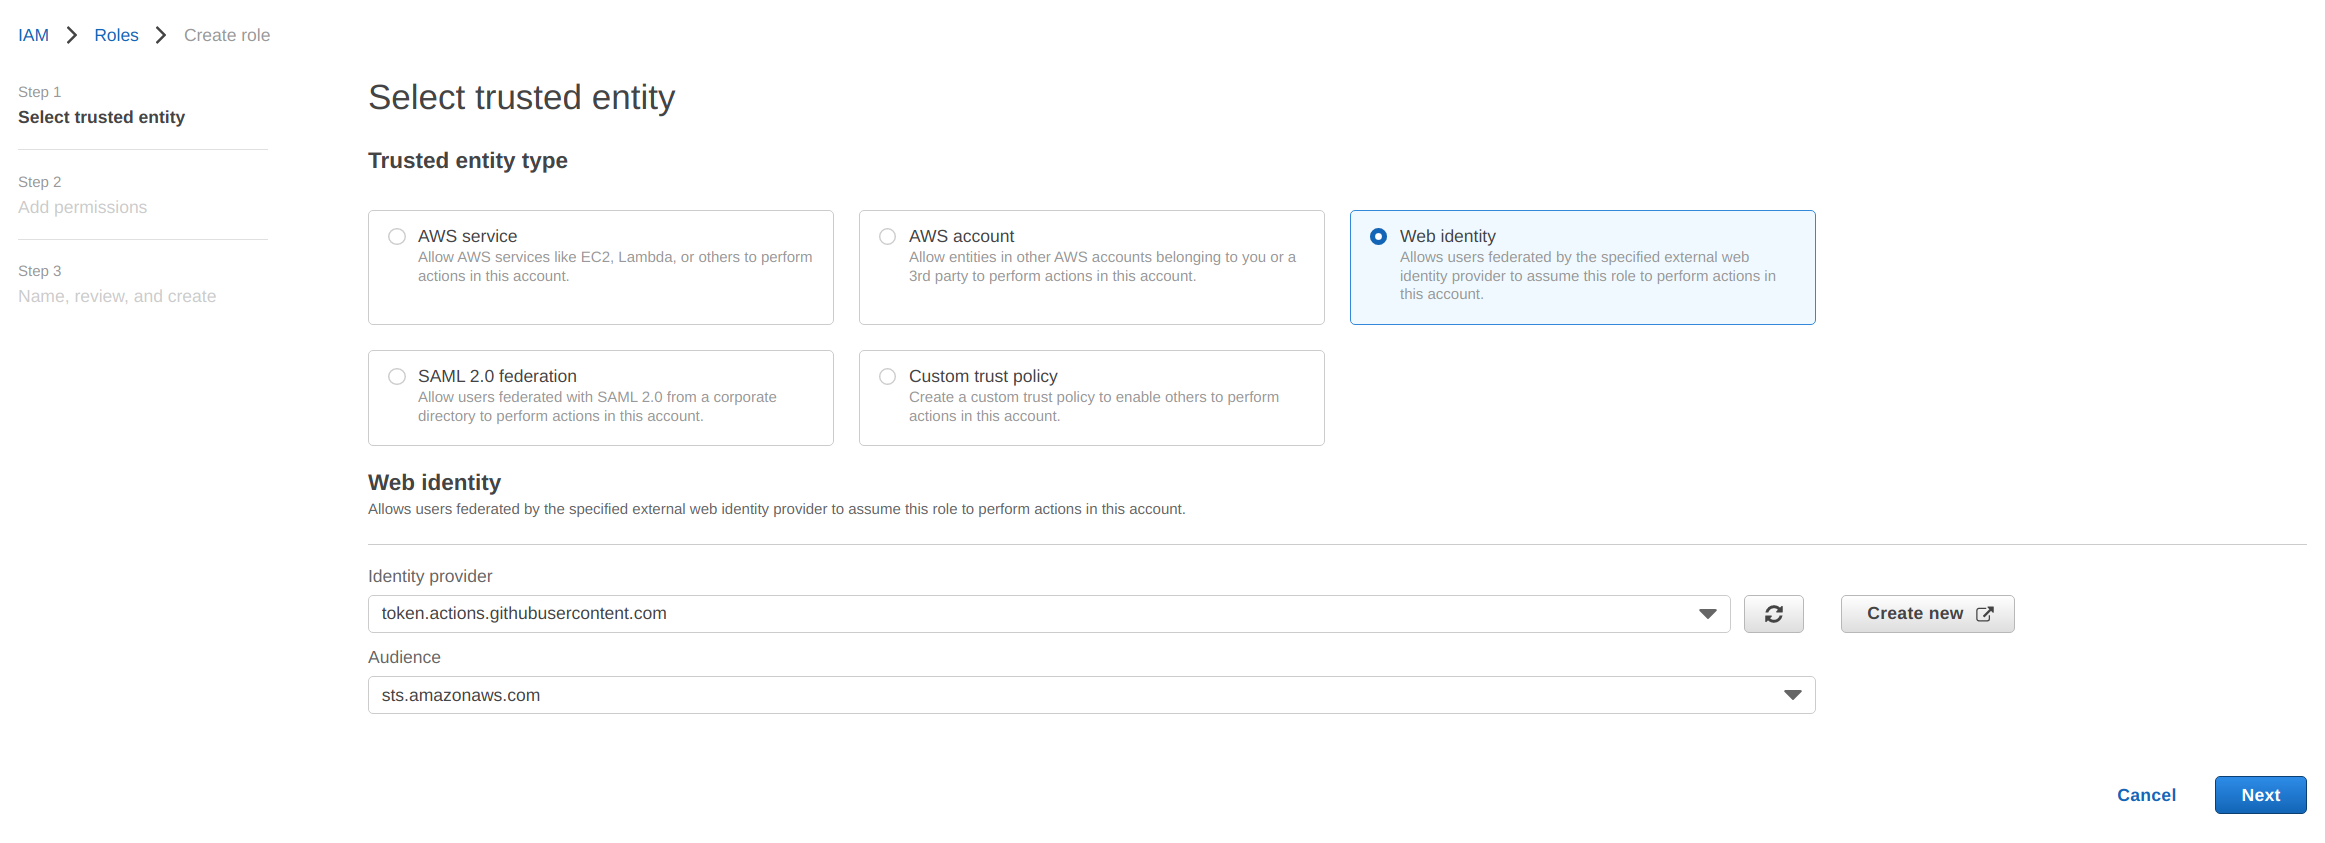 IAM > Roles > Create role
Step 1
Select trusted entity
Step 2
Add permissions
Step 3
Name, review, and create
Select trusted entity
Trusted entity type
AWS service
Allow AWS services like EC2, Lambda, or others to perform
actions in this account.
AWS account
Allow entities in other AWS accounts belonging to you or a
3rd party to perform actions in this account.
Web identity
Allows users federated by the specified external web
identity provider to assume this role to perform actions in
this account.
SAML 2.0 federation
Allow users federated with SAML 2.0 from a corporate
directory to perform actions in this account.
Custom trust policy
Create a custom trust policy to enable others to perform
actions in this account.
Web identity
Allows users federated by the specified external web identity provider to assume this role to perform actions in this account.
Identity provider
token.actions.githubusercontent.com
Create new
Audience
sts.amazonaws.com
Cancel
Next